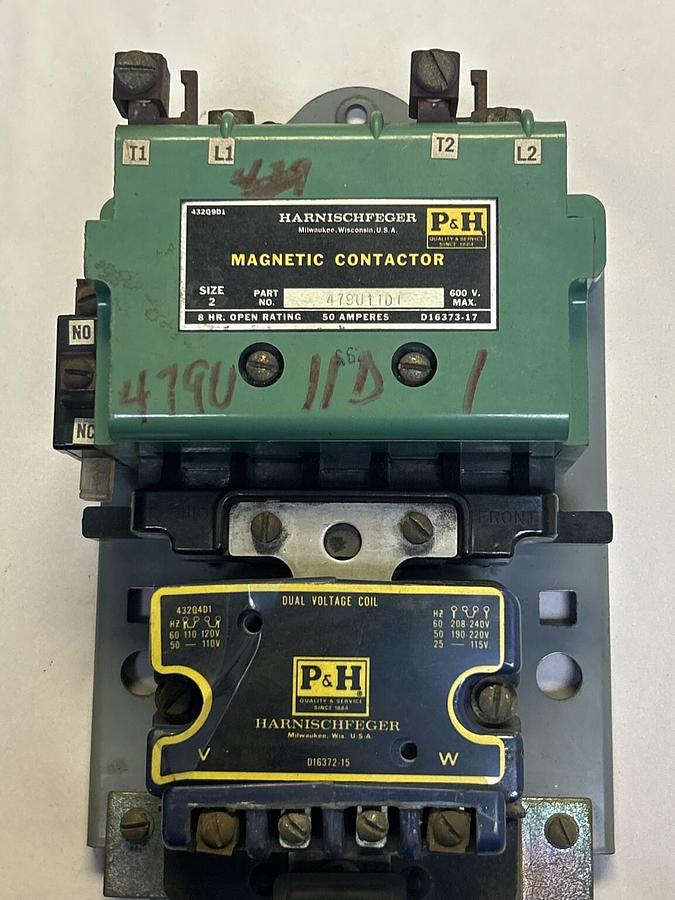 T1 L1 T2 L2
479
432Q9D1
HARNISCHFEGER
Milwaukee, Wisconsin, U.S.A.
P&H
QUALITY & SERVICE
SINCE 1884
MAGNETIC CONTACTOR
SIZE
2
PART
NO.
479U11D1
600 V.
MAX.
8 HR. OPEN RATING 50 AMPERES D16373-17
NO
479U 11D 1
NC
FRONT
DUAL VOLTAGE COIL
432Q4D1
HZ
60 110-120V
50 — 110V
HZ
60 208-240V
50 190-220V
25 — 115V
P&H
QUALITY & SERVICE
SINCE 1884
HARNISCHFEGER
Milwaukee, Wis. U.S.A.
V W
D16372-15